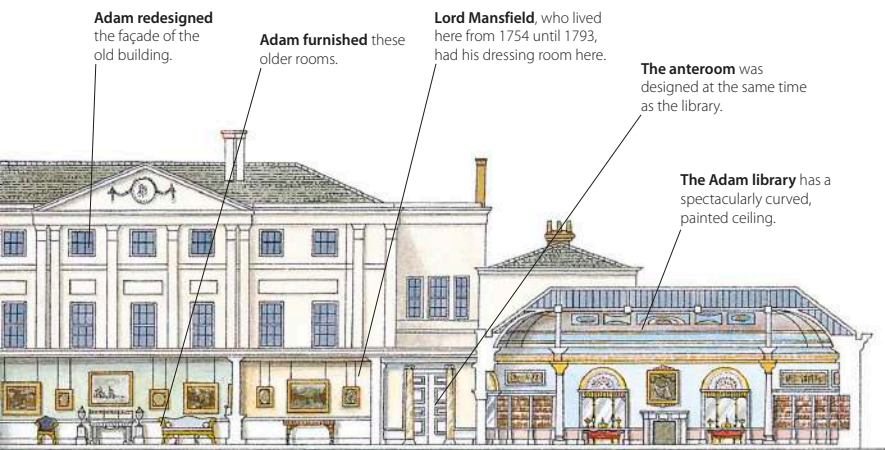 Adam redesigned
the façade of the
old building.
Adam furnished these
older rooms.
Lord Mansfield, who lived
here from 1754 until 1793,
had his dressing room here.
The anteroom was
designed at the same time
as the library.
The Adam library has a
spectacularly curved,
painted ceiling.